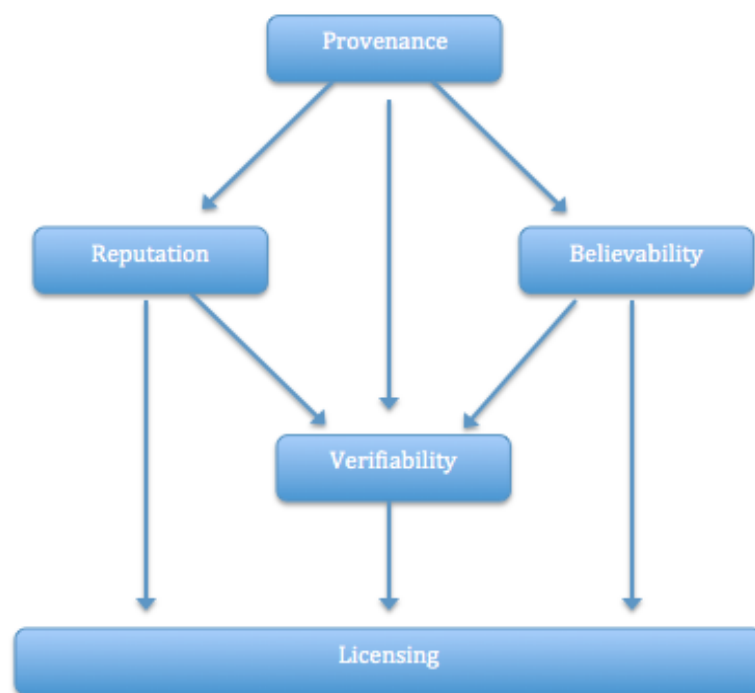 Provenance
Reputation
Believability
Verifiability
Licensing